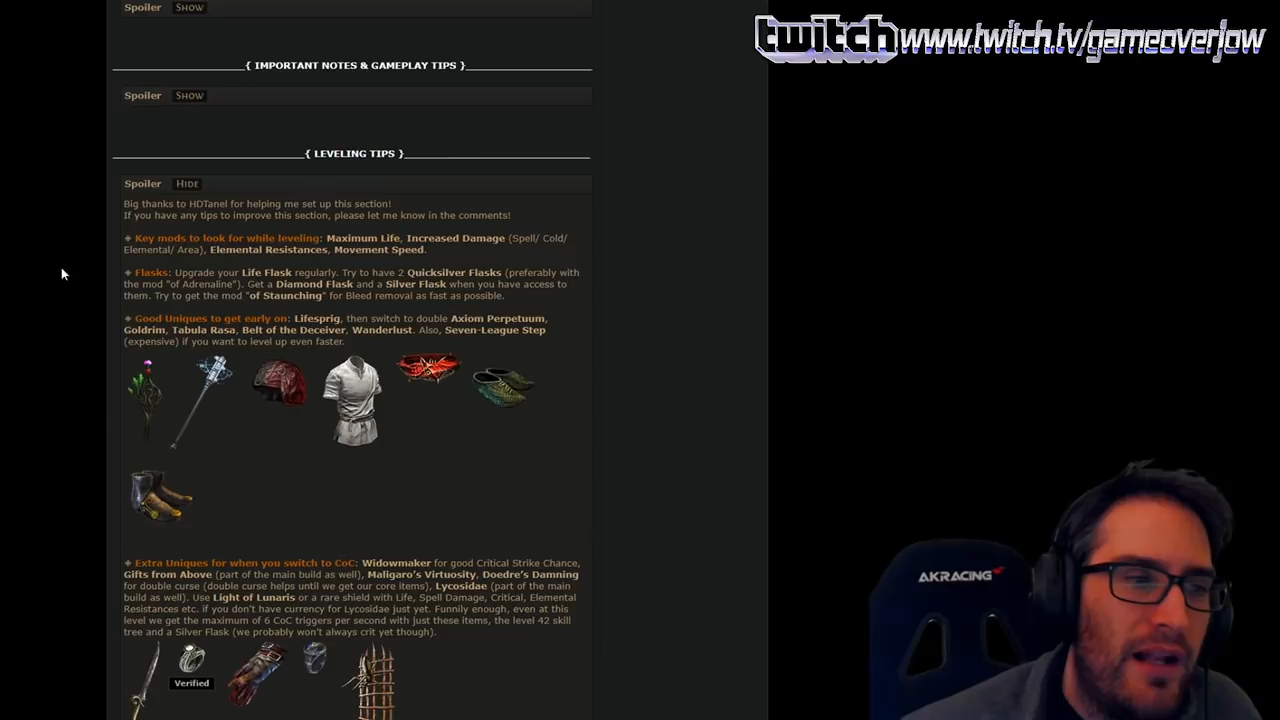 Spoiler SHOW
twitch www.twitch.tv/gameoverjow
{ IMPORTANT NOTES & GAMEPLAY TIPS }
Spoiler SHOW
{ LEVELING TIPS }
Spoiler HIDE
Big thanks to HDTanel for helping me set up this section!
If you have any tips to improve this section, please let me know in the comments!
Key mods to look for while leveling: Maximum Life, Increased Damage (Spell/ Cold/
Elemental/ Area), Elemental Resistances, Movement Speed.
Flasks: Upgrade your Life Flask regularly. Try to have 2 Quicksilver Flasks (preferably with
the mod "of Adrenaline"). Get a Diamond Flask and a Silver Flask when you have access to
them. Try to get the mod "of Staunching" for Bleed removal as fast as possible.
Good Uniques to get early on: Lifesprig, then switch to double Axiom Perpetuum,
Goldrim, Tabula Rasa, Belt of the Deceiver, Wanderlust. Also, Seven-League Step
(expensive) if you want to level up even faster.
Extra Uniques for when you switch to CoC: Widowmaker for good Critical Strike Chance,
Gifts from Above (part of the main build as well), Maligaro's Virtuosity, Doedre's Damning
for double curse (double curse helps until we get our core items), Lycosidae (part of the main
build as well). Use Light of Lunaris or a rare shield with Life, Spell Damage, Critical, Elemental
Resistances etc. if you don't have currency for Lycosidae just yet. Funnily enough, even at this
level we get the maximum of 6 CoC triggers per second with just these items, the level 42 skill
tree and a Silver Flask (we probably won't always crit yet though).
Verified
AKRACING